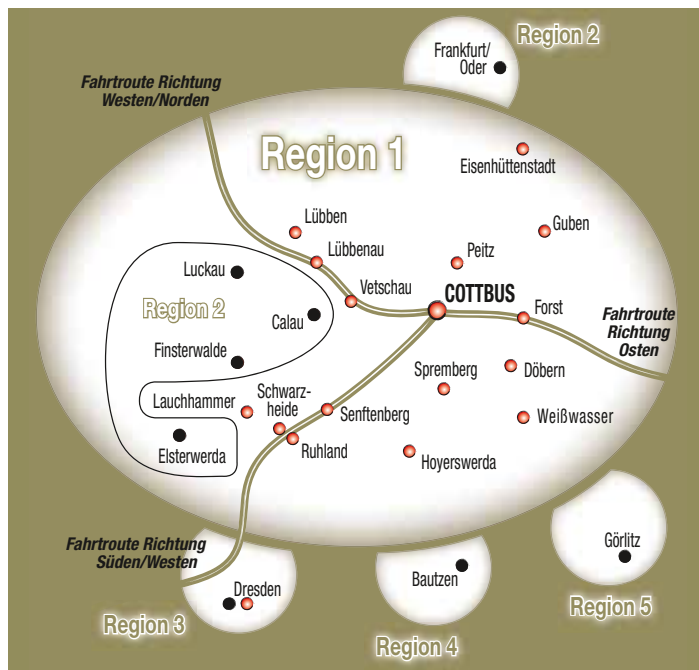 Frankfurt/
Oder
Region 2
Fahrtroute Richtung
Westen/Norden
Region 1
Eisenhüttenstadt
Lübben
Guben
Lübbenau
Peitz
Luckau
Vetschau
COTTBUS
Region 2
Calau
Forst
Fahrtroute
Richtung
Osten
Finsterwalde
Spremberg
Döbern
Lauchhammer
Schwarz-
heide
Senftenberg
Weißwasser
Elsterwerda
Ruhland
Hoyerswerda
Fahrtroute Richtung
Süden/Westen
Görlitz
Bautzen
Dresden
Region 5
Region 3
Region 4